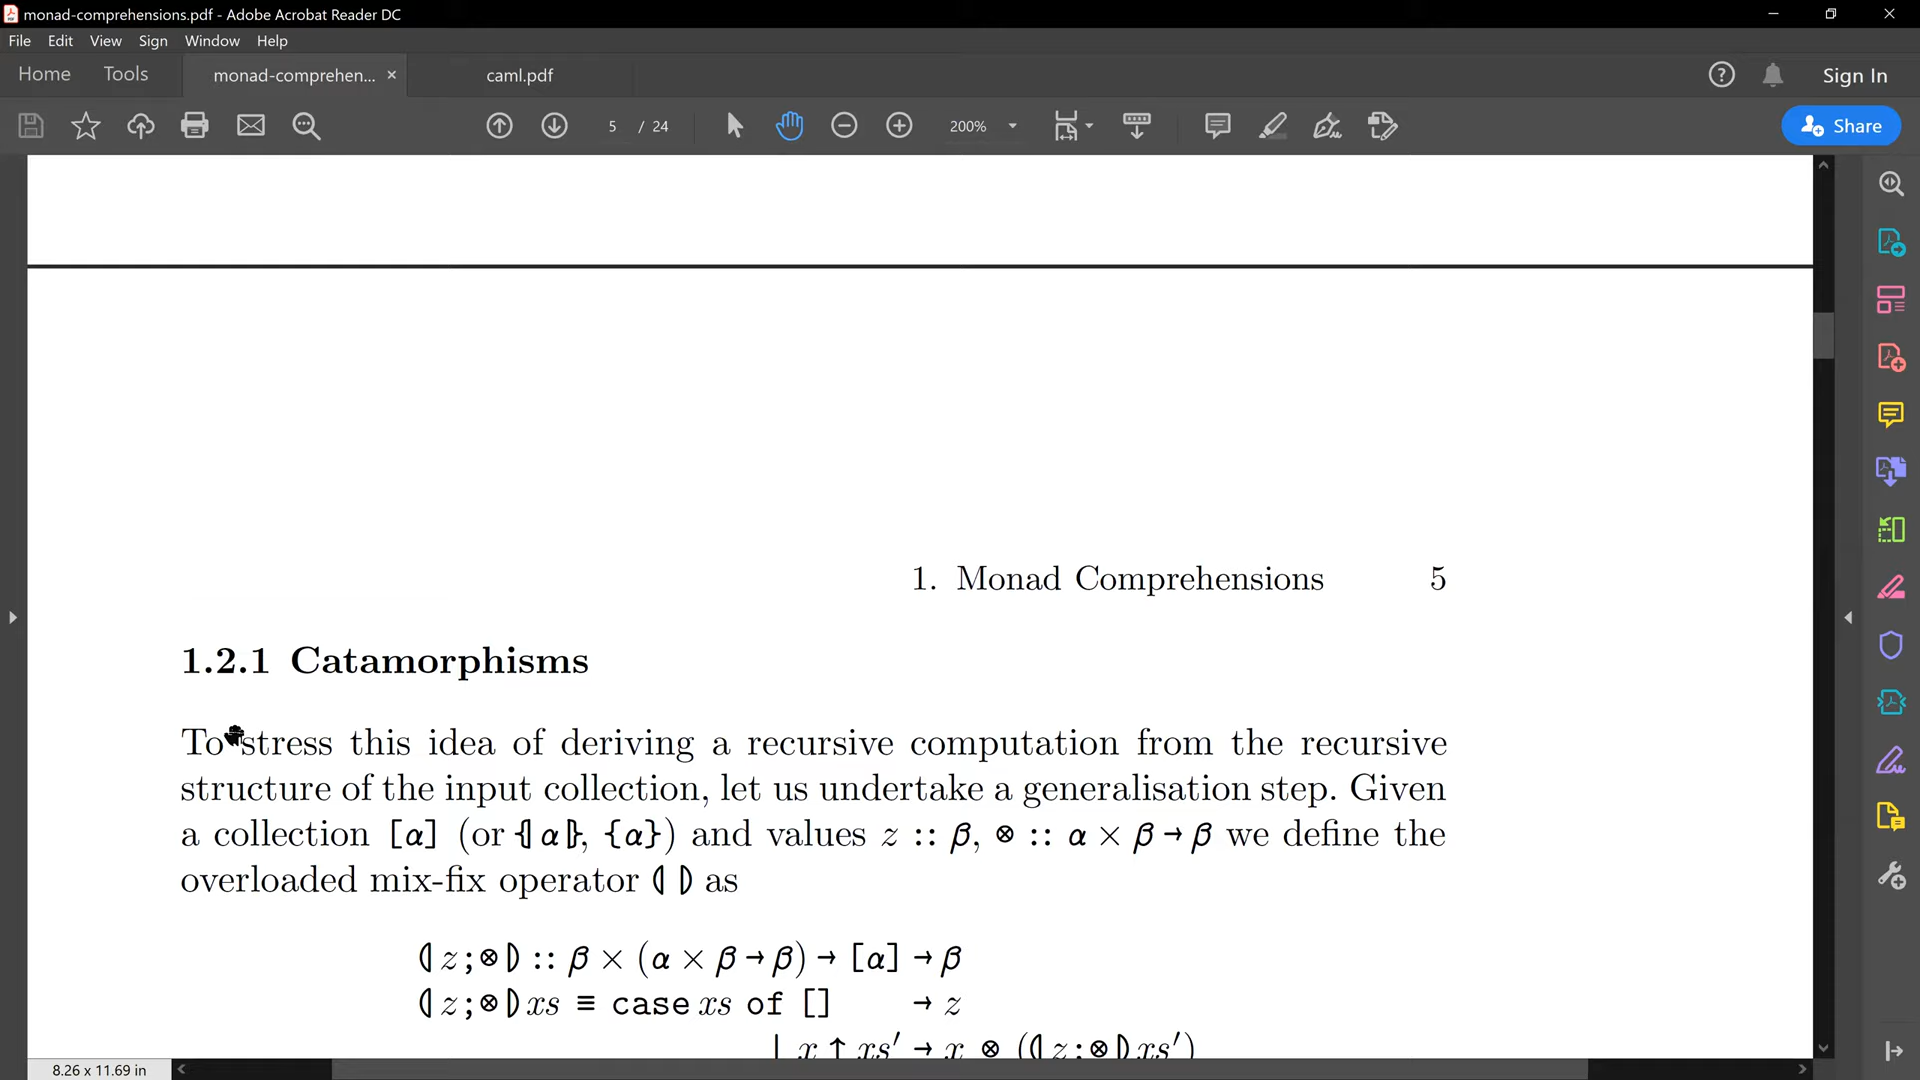 monad-comprehensions.pdf - Adobe Acrobat Reader DC
File Edit View Sign Window Help
Home Tools monad-comprehen... × caml.pdf Sign In
5 / 24 200% Share
1. Monad Comprehensions 5
1.2.1 Catamorphisms
To stress this idea of deriving a recursive computation from the recursive
structure of the input collection, let us undertake a generalisation step. Given
a collection [α] (or ⦃α⦄, {α}) and values z :: β, ⊗ :: α × β → β we define the
overloaded mix-fix operator ⦇ ⦈ as
⦇z;⊗⦈ :: β × (α × β → β) → [α] → β
⦇z;⊗⦈ xs ≡ case xs of [] → z
| x ↑ xs′ → x ⊗ (⦇z;⊗⦈ xs′)
8.26 x 11.69 in